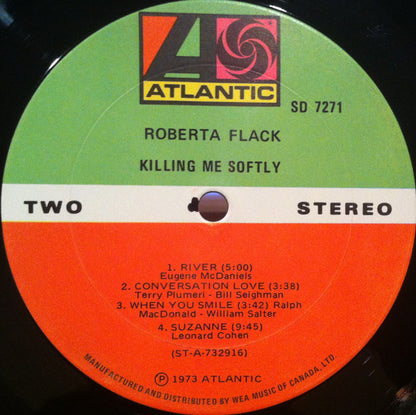 ATLANTIC
SD 7271
ROBERTA FLACK
KILLING ME SOFTLY
TWO STEREO
1. RIVER (5:00)
Eugene McDaniels
2. CONVERSATION LOVE (3:38)
Terry Plumeri - Bill Seighman
3. WHEN YOU SMILE (3:42) Ralph
MacDonald - William Salter
4. SUZANNE (9:45)
Leonard Cohen
(ST-A-732916)
Ⓟ 1973 ATLANTIC
MANUFACTURED AND DISTRIBUTED BY WEA MUSIC OF CANADA, LTD.